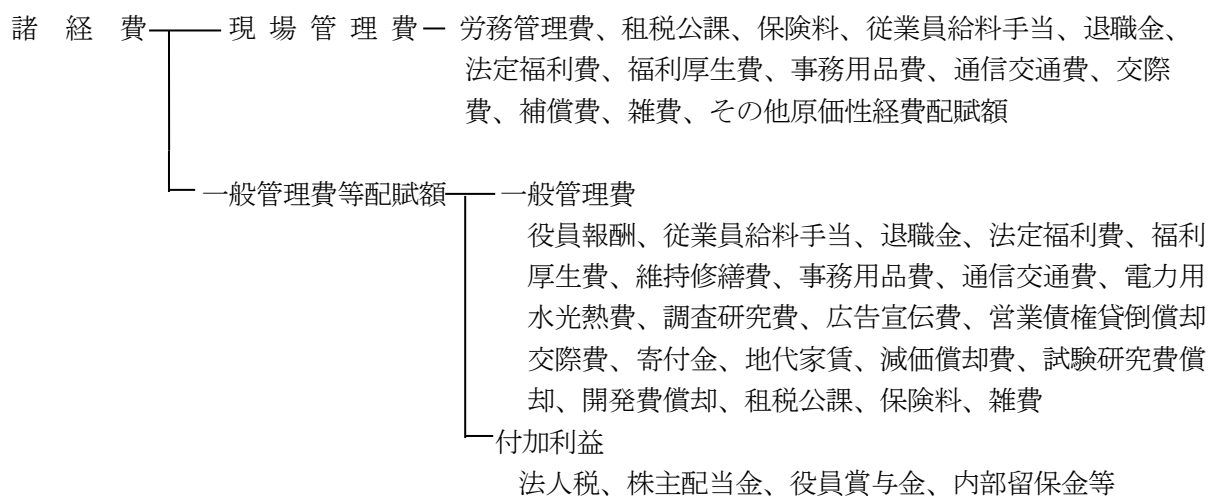 諸経費 現場管理費 労務管理費、租税公課、保険料、従業員給料手当、退職金、
法定福利費、福利厚生費、事務用品費、通信交通費、交際
費、補償費、雑費、その他原価性経費配賦額
一般管理費等配賦額 一般管理費
役員報酬、従業員給料手当、退職金、法定福利費、福利
厚生費、維持修繕費、事務用品費、通信交通費、電力用
水光熱費、調査研究費、広告宣伝費、営業債権貸倒償却
交際費、寄付金、地代家賃、減価償却費、試験研究費償
却、開発費償却、租税公課、保険料、雑費
付加利益
法人税、株主配当金、役員賞与金、内部留保金等